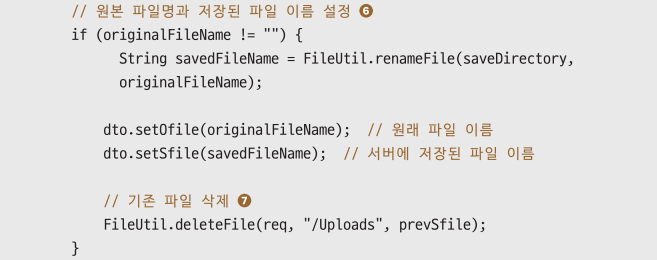 // 원본 파일명과 저장된 파일 이름 설정 ❻
if (originalFileName != "") {
String savedFileName = FileUtil.renameFile(saveDirectory,
originalFileName);
dto.setOfile(originalFileName); // 원래 파일 이름
dto.setSfile(savedFileName); // 서버에 저장된 파일 이름
// 기존 파일 삭제 ❼
FileUtil.deleteFile(req, "/Uploads", prevSfile);
}